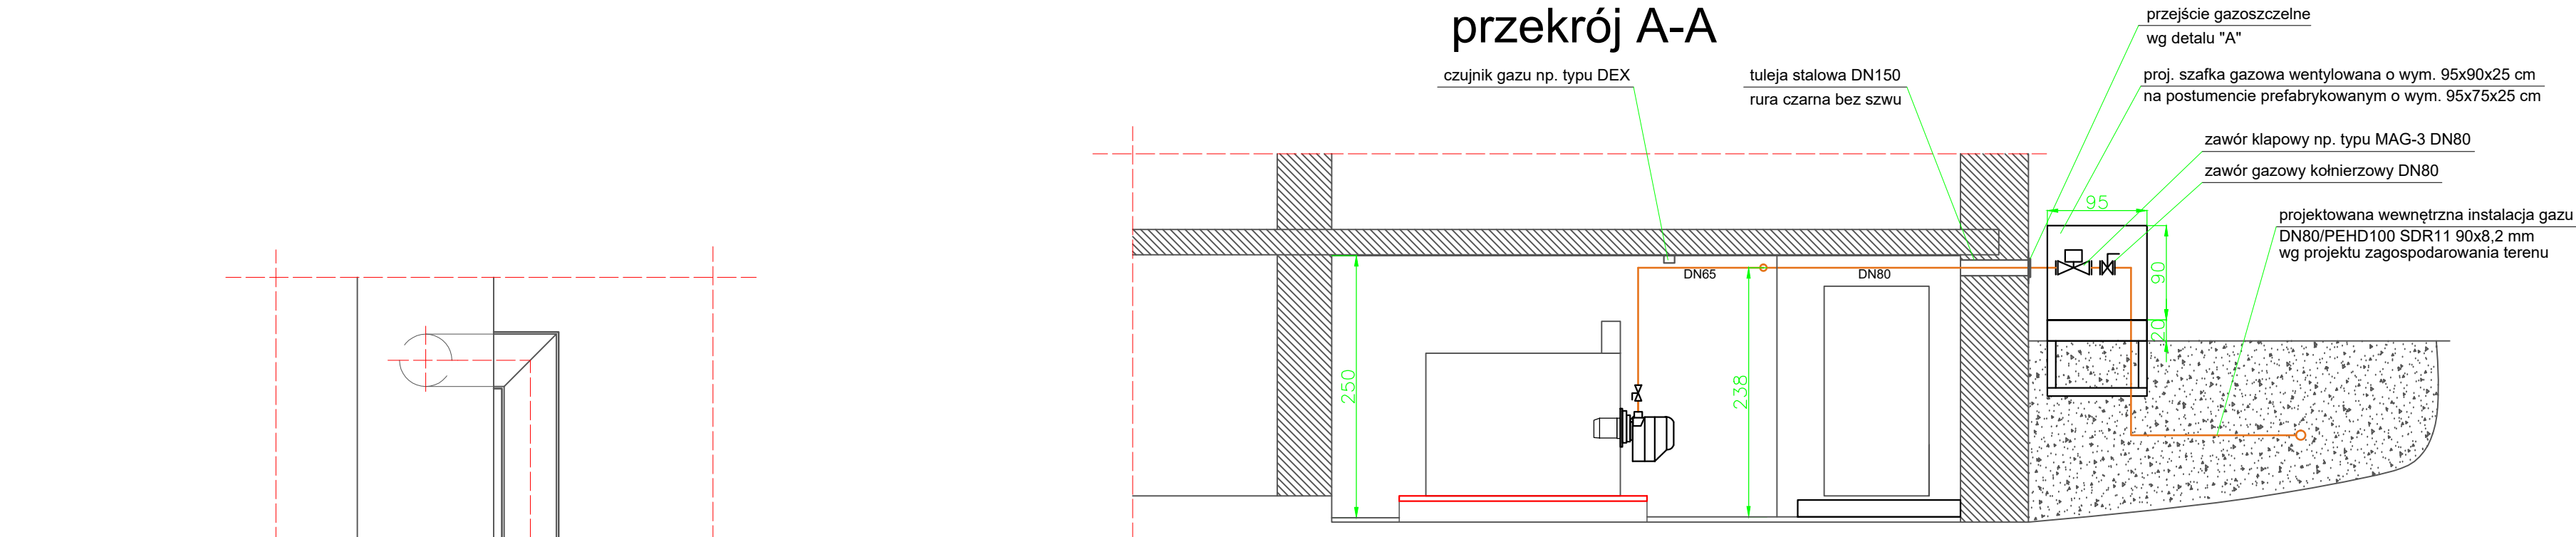 przekrój A-A
przejście gazoszczelne
wg detalu "A"
czujnik gazu np. typu DEX
tuleja stalowa DN150
rura czarna bez szwu
proj. szafka gazowa wentylowana o wym. 95x90x25 cm
na postumencie prefabrykowanym o wym. 95x75x25 cm
zawór klapowy np. typu MAG-3 DN80
zawór gazowy kołnierzowy DN80
projektowana wewnętrzna instalacja gazu
DN80/PEHD100 SDR11 90x8,2 mm
wg projektu zagospodarowania terenu
95
90
20
DN65
DN80
250
238